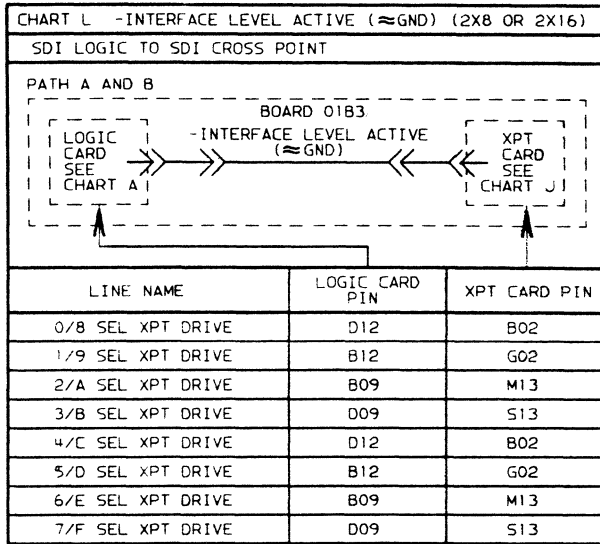 CHART L -INTERFACE LEVEL ACTIVE (≈GND) (2X8 OR 2X16)
SDI LOGIC TO SDI CROSS POINT
PATH A AND B
BOARD 01B3
-INTERFACE LEVEL ACTIVE
(≈GND)
LOGIC
CARD
SEE
CHART A
XPT
CARD
SEE
CHART J
LINE NAME LOGIC CARD PIN XPT CARD PIN
0/8 SEL XPT DRIVE D12 B02
1/9 SEL XPT DRIVE B12 G02
2/A SEL XPT DRIVE B09 M13
3/B SEL XPT DRIVE D09 S13
4/C SEL XPT DRIVE D12 B02
5/D SEL XPT DRIVE B12 G02
6/E SEL XPT DRIVE B09 M13
7/F SEL XPT DRIVE D09 S13